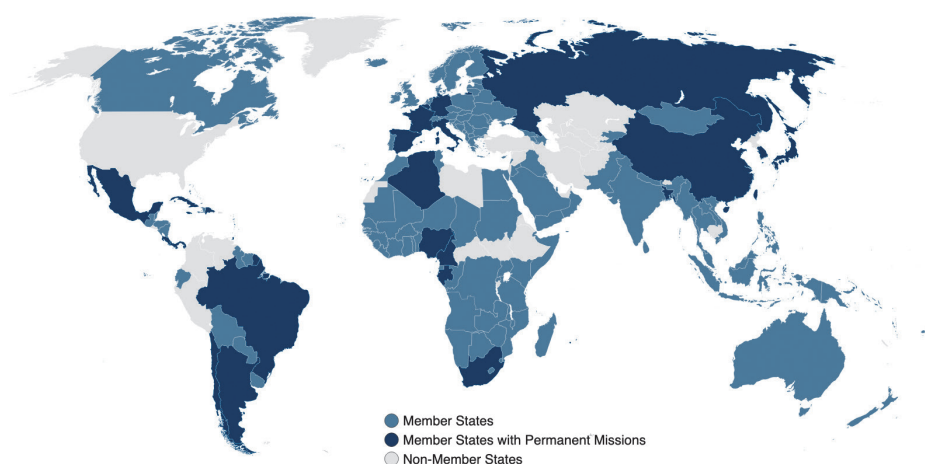 Member States
Member States with Permanent Missions
Non-Member States